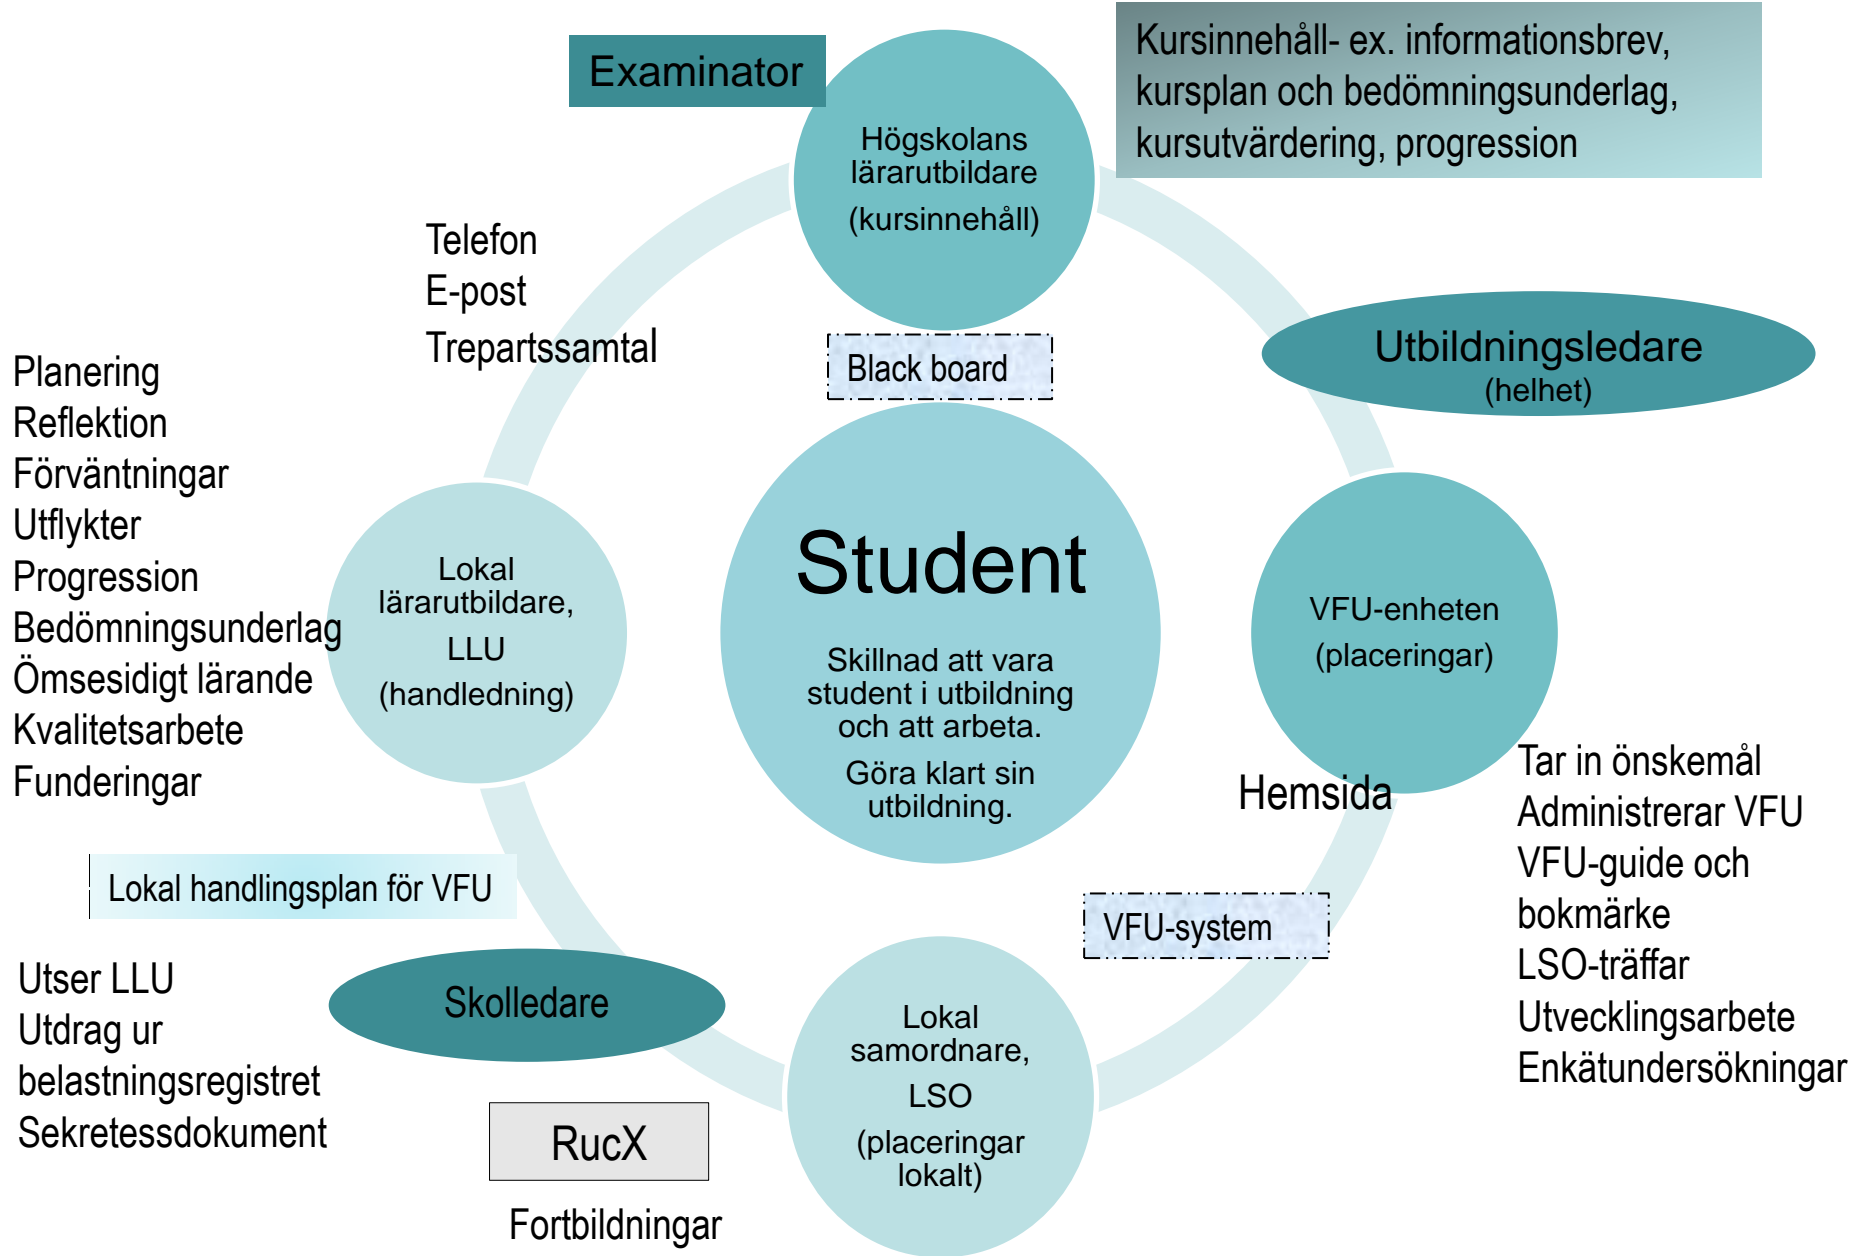 Examinator
Kursinnehåll- ex. informationsbrev,
kursplan och bedömningsunderlag,
kursutvärdering, progression
Högskolans
lärarutbildare
(kursinnehåll)
Telefon
E-post
Trepartssamtal
Black board
Utbildningsledare
(helhet)
Planering
Reflektion
Förväntningar
Utflykter
Progression
Bedömningsunderlag
Ömsesidigt lärande
Kvalitetsarbete
Funderingar
Lokal
lärarutbildare,
LLU
(handledning)
Student
Skillnad att vara
student i utbildning
och att arbeta.
Göra klart sin
utbildning.
VFU-enheten
(placeringar)
Hemsida
Tar in önskemål
Administrerar VFU
VFU-guide och
bokmärke
LSO-träffar
Utvecklingsarbete
Enkätundersökningar
Lokal handlingsplan för VFU
VFU-system
Utser LLU
Utdrag ur
belastningsregistret
Sekretessdokument
Skolledare
Lokal
samordnare,
LSO
(placeringar
lokalt)
RucX
Fortbildningar